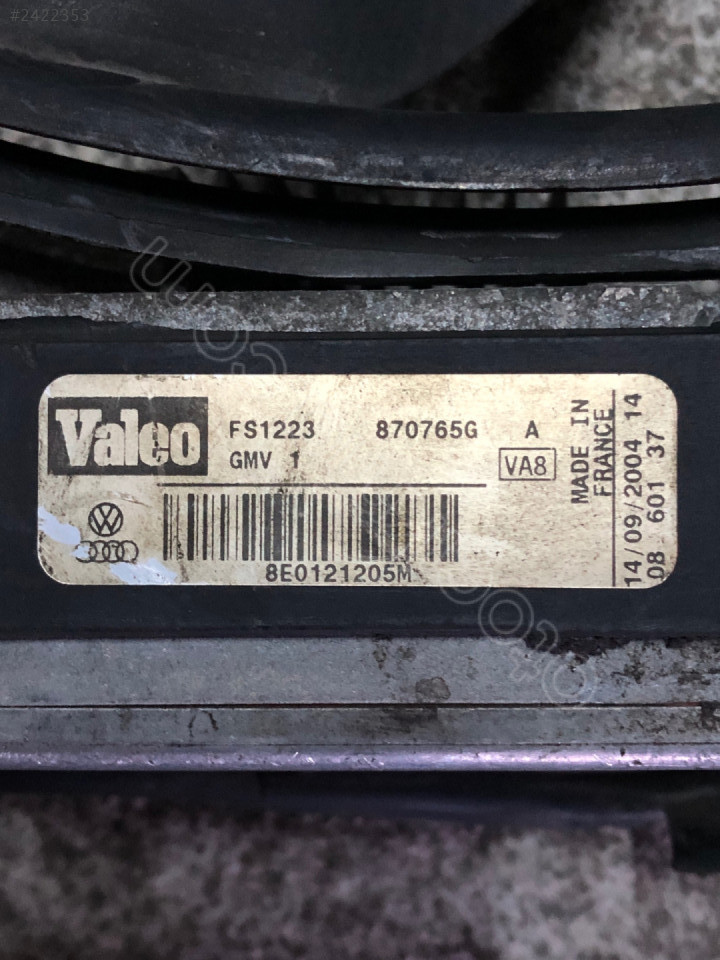 #2422353
Valeo
FS1223 870765G A
GMV 1
VA8
MADE IN
FRANCE
14/09/2004 14
08 601 37
8E0121205M